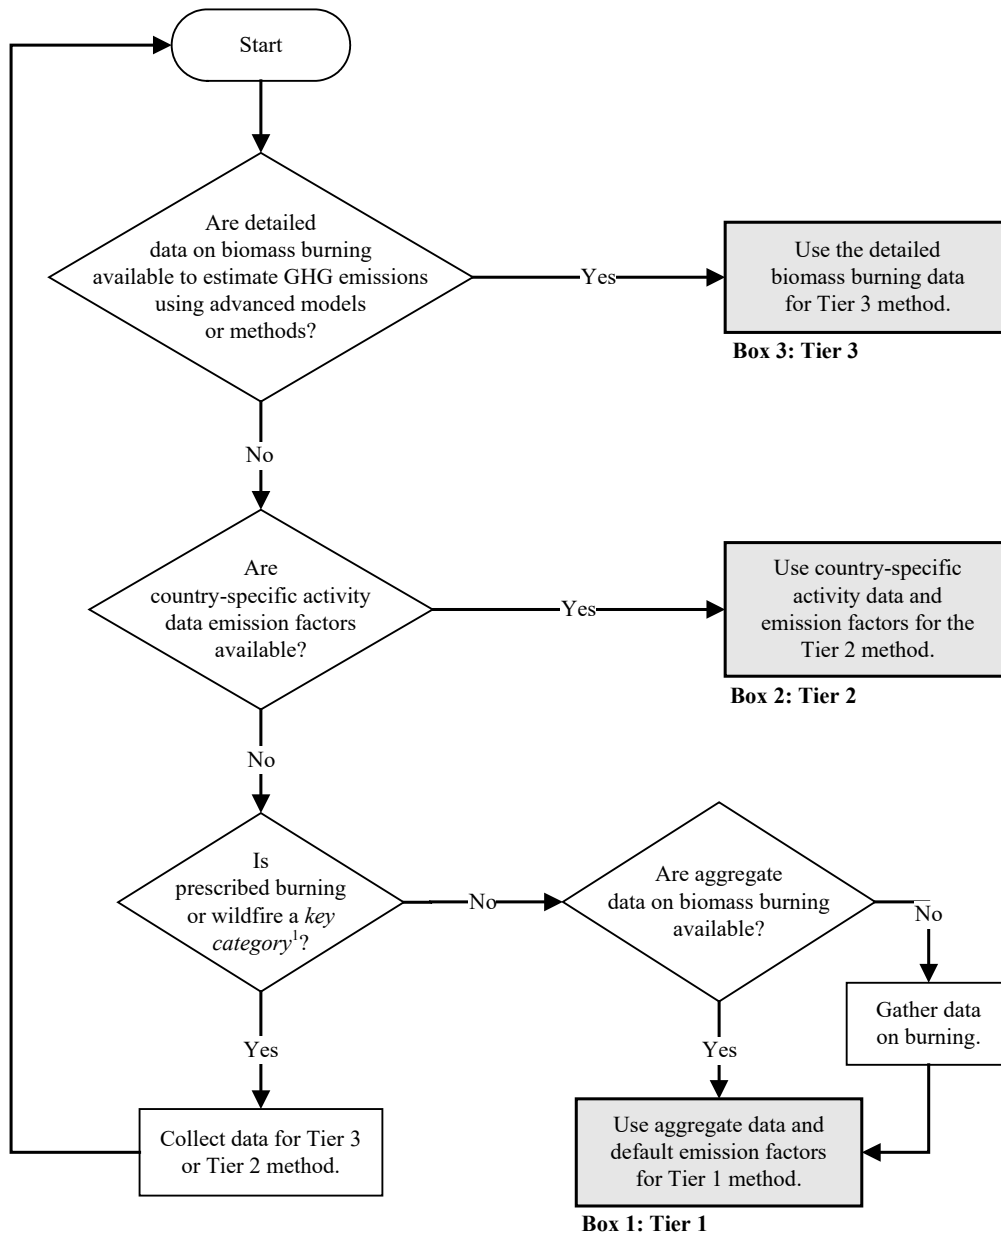 Start
Are detailed
data on biomass burning
available to estimate GHG emissions
using advanced models
or methods?
Yes
Use the detailed
biomass burning data
for Tier 3 method.
Box 3: Tier 3
No
Are
country-specific activity
data emission factors
available?
Yes
Use country-specific
activity data and
emission factors for the
Tier 2 method.
Box 2: Tier 2
No
Is
prescribed burning
or wildfire a key
category¹?
No
Are aggregate
data on biomass burning
available?
No
Gather data
on burning.
Yes
Yes
Collect data for Tier 3
or Tier 2 method.
Use aggregate data and
default emission factors
for Tier 1 method.
Box 1: Tier 1